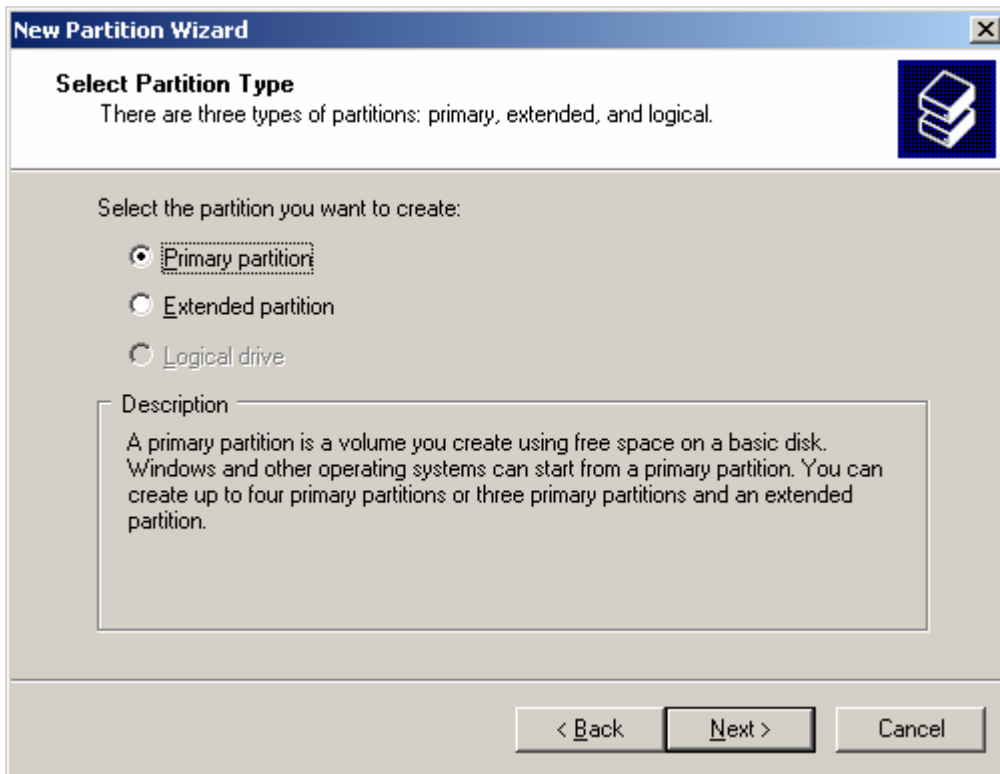 New Partition Wizard
Select Partition Type
There are three types of partitions: primary, extended, and logical.
Select the partition you want to create:
Primary partition
Extended partition
Logical drive
Description
A primary partition is a volume you create using free space on a basic disk.
Windows and other operating systems can start from a primary partition. You can
create up to four primary partitions or three primary partitions and an extended
partition.
< Back
Next >
Cancel